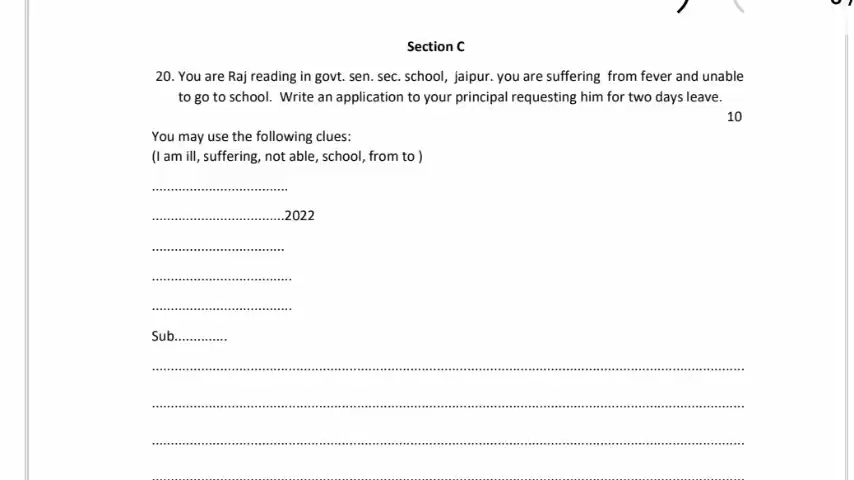 Section C
20. You are Raj reading in govt. sen. sec. school, jaipur. you are suffering from fever and unable
to go to school. Write an application to your principal requesting him for two days leave.
10
You may use the following clues:
(I am ill, suffering, not able, school, from to )
....................................
...................................2022
...................................
.....................................
.....................................
Sub..............
................................................................................................................................
................................................................................................................................
................................................................................................................................
................................................................................................................................